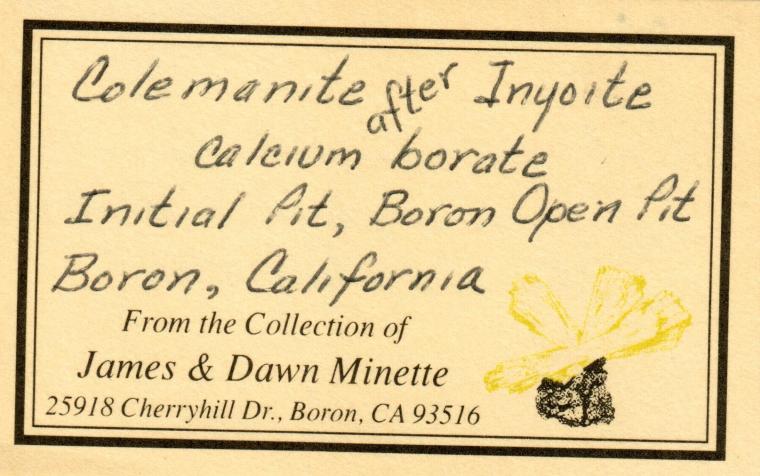 Colemanite after Inyoite
Calcium borate
Initial Pit, Boron Open Pit
Boron, California
From the Collection of
James & Dawn Minette
25918 Cherryhill Dr., Boron, CA 93516